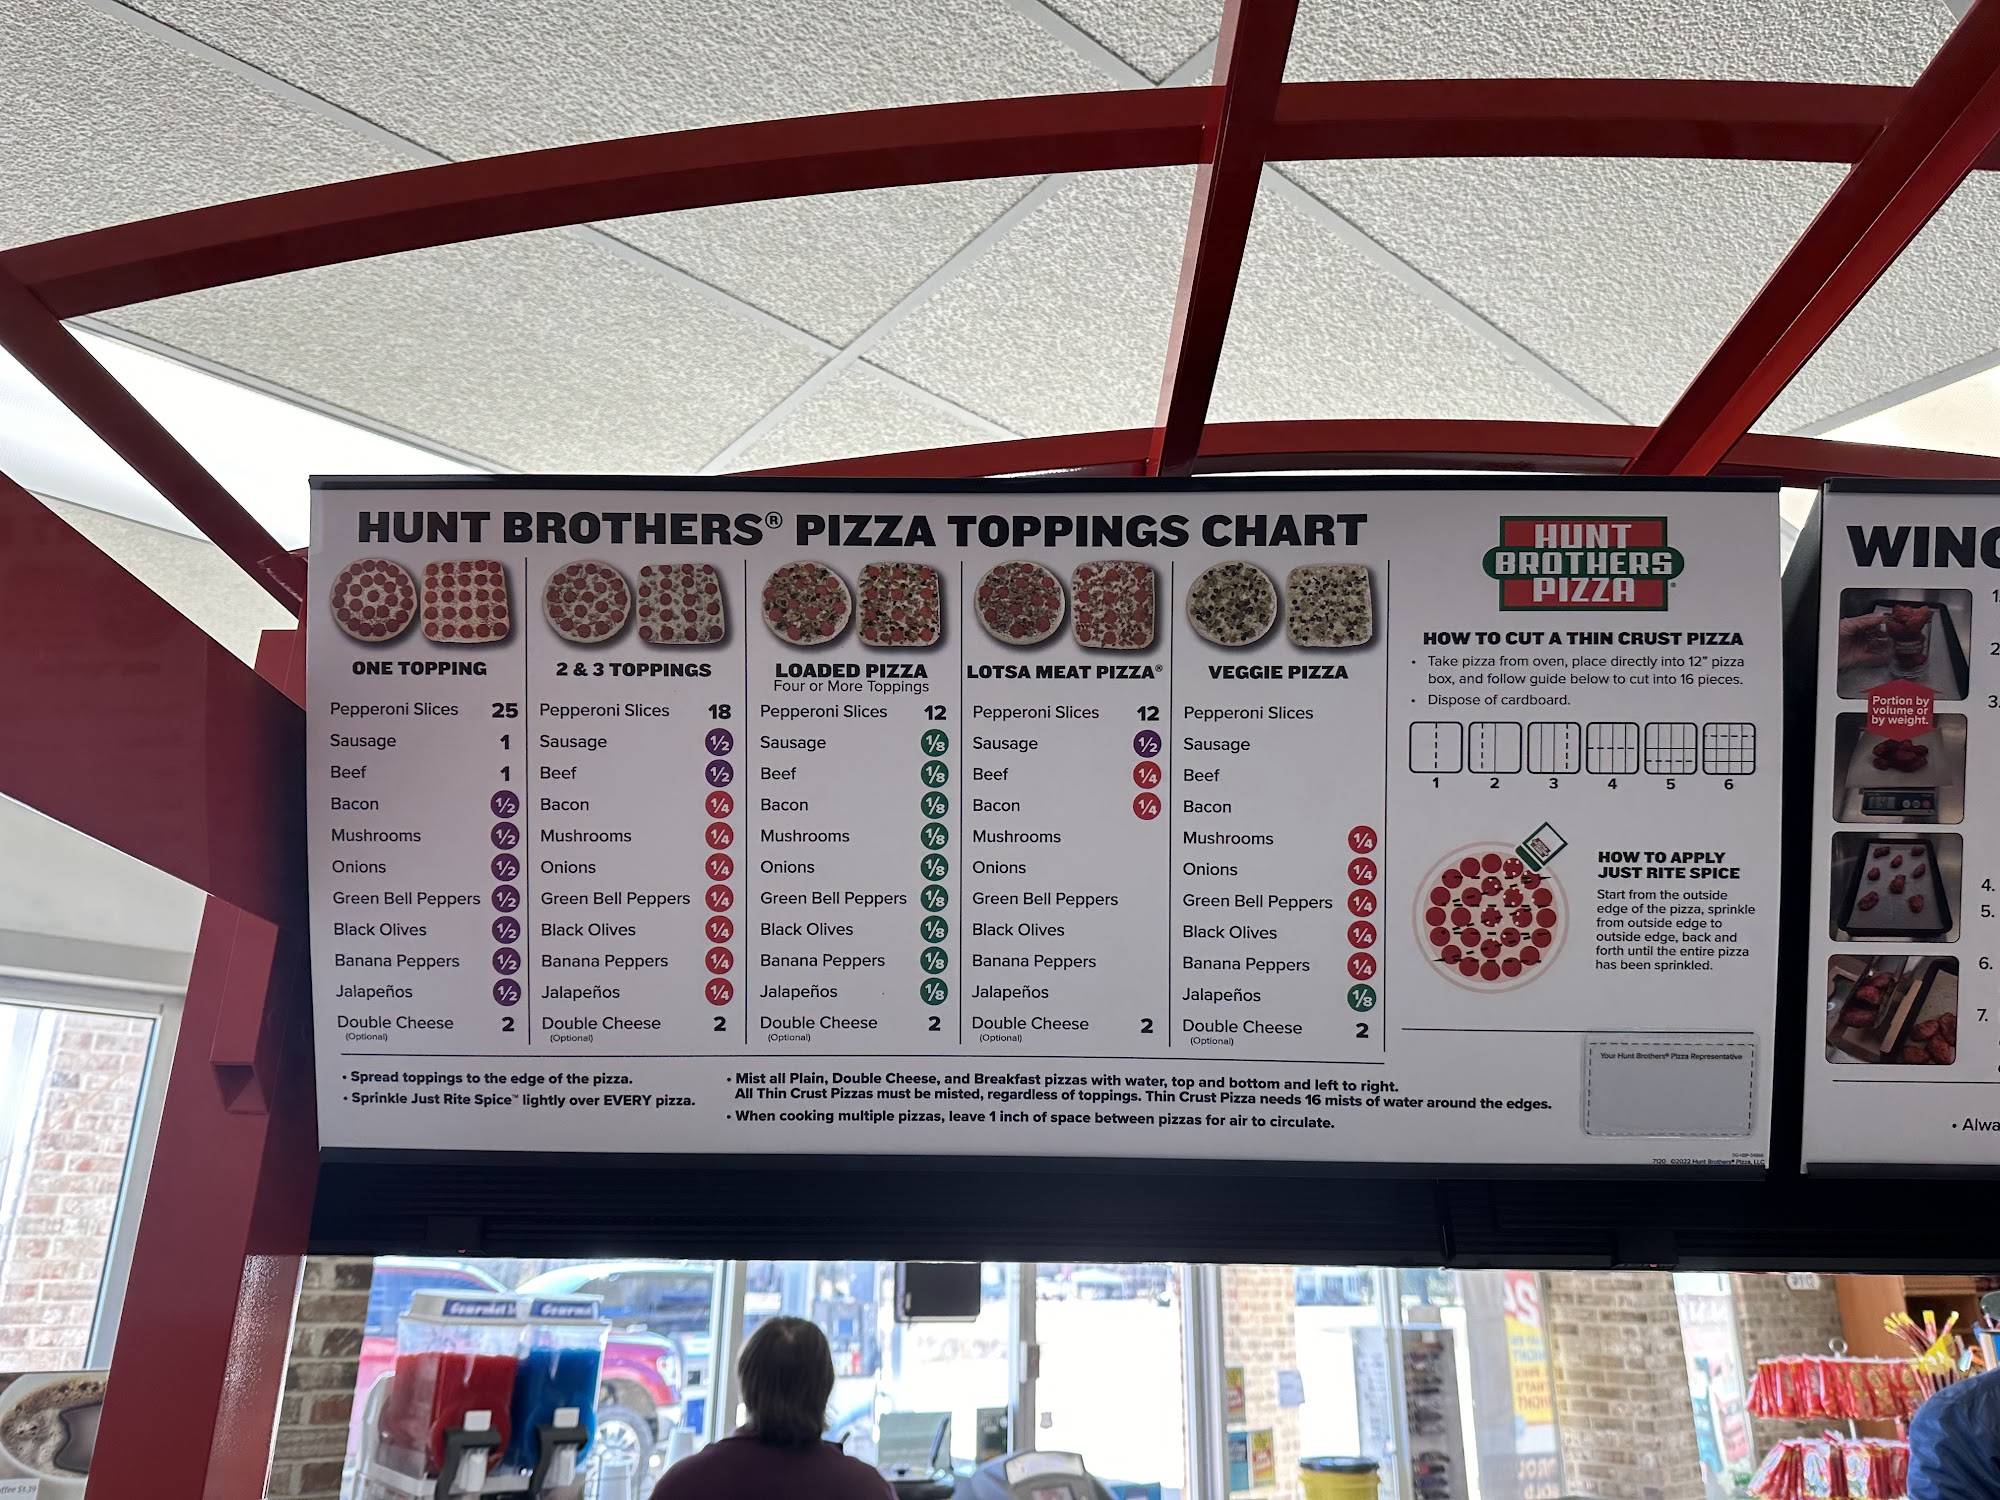 HUNT BROTHERS® PIZZA TOPPINGS CHART
ONE TOPPING
Pepperoni Slices 25
Sausage 1
Beef 1
Bacon 1/2
Mushrooms 1/2
Onions 1/2
Green Bell Peppers 1/2
Black Olives 1/2
Banana Peppers 1/2
Jalapeños 1/2
Double Cheese 2
(Optional)
2 & 3 TOPPINGS
Pepperoni Slices 18
Sausage 1/2
Beef 1/2
Bacon 1/4
Mushrooms 1/4
Onions 1/4
Green Bell Peppers 1/4
Black Olives 1/4
Banana Peppers 1/4
Jalapeños 1/4
Double Cheese 2
(Optional)
LOADED PIZZA
Four or More Toppings
Pepperoni Slices 12
Sausage 1/8
Beef 1/8
Bacon 1/8
Mushrooms 1/8
Onions 1/8
Green Bell Peppers 1/8
Black Olives 1/8
Banana Peppers 1/8
Jalapeños 1/8
Double Cheese 2
(Optional)
LOTSA MEAT PIZZA®
Pepperoni Slices 12
Sausage 1/2
Beef 1/4
Bacon 1/4
Mushrooms
Onions
Green Bell Peppers
Black Olives
Banana Peppers
Jalapeños
Double Cheese 2
(Optional)
VEGGIE PIZZA
Pepperoni Slices
Sausage
Beef
Bacon
Mushrooms 1/4
Onions 1/4
Green Bell Peppers 1/4
Black Olives 1/4
Banana Peppers 1/4
Jalapeños 1/8
Double Cheese 2
(Optional)
• Spread toppings to the edge of the pizza.
• Sprinkle Just Rite Spice™ lightly over EVERY pizza.
• Mist all Plain, Double Cheese, and Breakfast pizzas with water, top and bottom and left to right.
All Thin Crust Pizzas must be misted, regardless of toppings. Thin Crust Pizza needs 16 mists of water around the edges.
• When cooking multiple pizzas, leave 1 inch of space between pizzas for air to circulate.
HUNT
BROTHERS
PIZZA®
HOW TO CUT A THIN CRUST PIZZA
• Take pizza from oven, place directly into 12" pizza
box, and follow guide below to cut into 16 pieces.
• Dispose of cardboard.
1 2 3 4 5 6
HOW TO APPLY
JUST RITE SPICE
Start from the outside
edge of the pizza, sprinkle
from outside edge to
outside edge, back and
forth until the entire pizza
has been sprinkled.
Your Hunt Brothers® Pizza Representative
7120 ©2022 Hunt Brothers® Pizza, LLC
WING
Portion by
volume or
by weight.
1.
2
3.
4.
5.
6.
7.
• Alwa
Gourmet